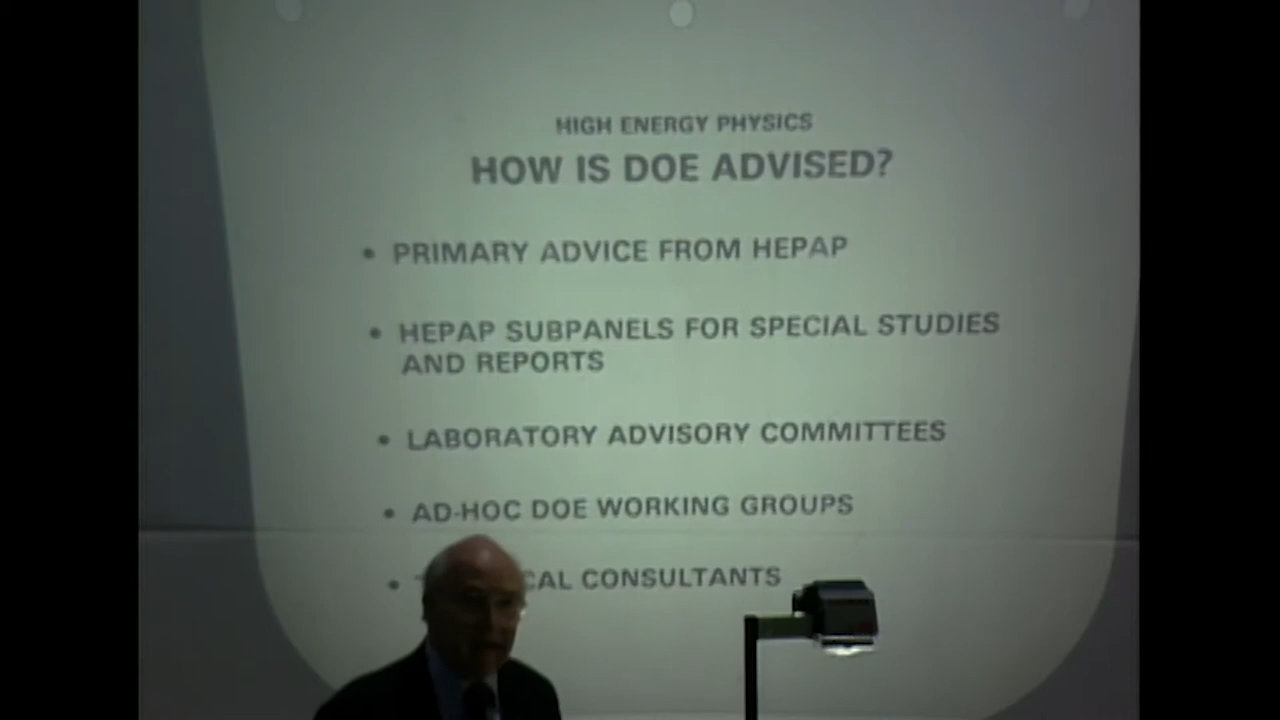 HIGH ENERGY PHYSICS
HOW IS DOE ADVISED?
• PRIMARY ADVICE FROM HEPAP
• HEPAP SUBPANELS FOR SPECIAL STUDIES
AND REPORTS
• LABORATORY ADVISORY COMMITTEES
• AD-HOC DOE WORKING GROUPS
• CONSULTANTS